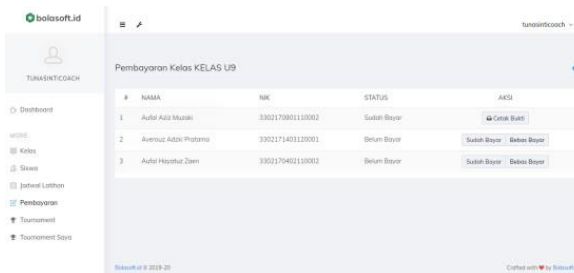 bolasoft.id
tunasinticoach
TUNASINTICOACH
Dashboard
MORE
Kelas
Siswa
Jadwal Latihan
Pembayaran
Tournament
Tournament Saya
Pembayaran Kelas KELAS U9
# NAMA NIK STATUS AKSI
1 Aufal Aziz Muzaki 3302170801110002 Sudah Bayar Cetak Bukti
2 Avensuz Adzki Pratama 3302171403120001 Belum Bayar Sudah Bayar Bebas Bayar
3 Aufal Hayatuz Zaen 3302170402110002 Belum Bayar Sudah Bayar Bebas Bayar
Bolasoft.id © 2019-20
Crafted with by Bolasoft